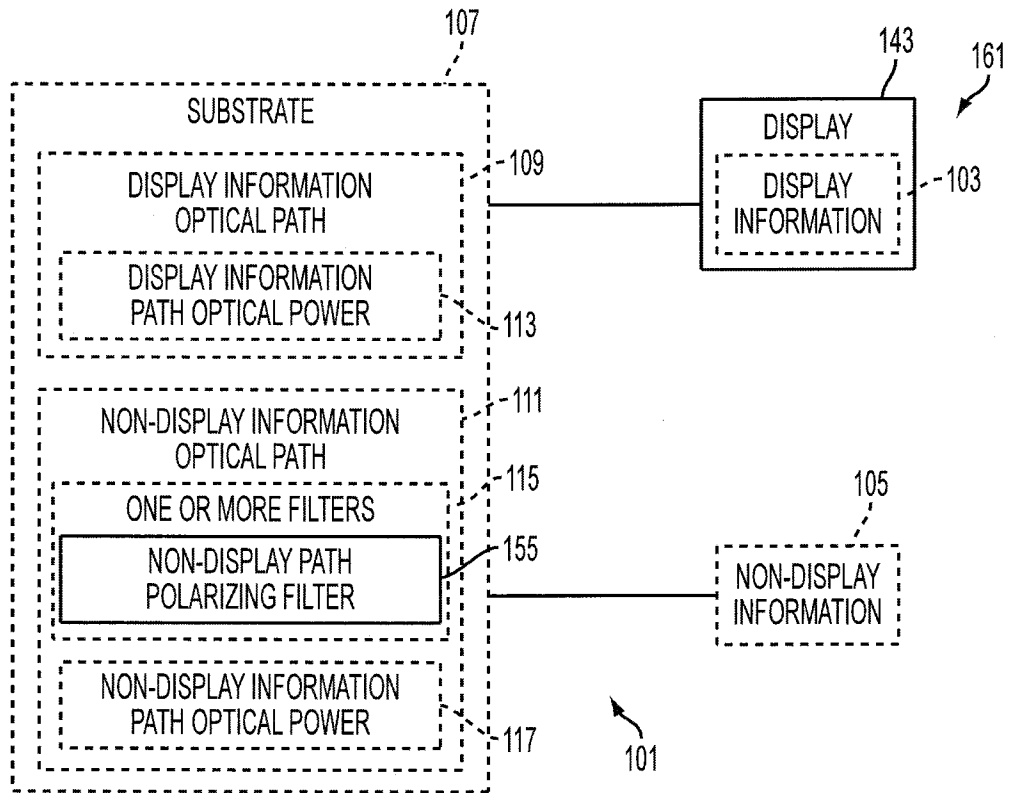 107
SUBSTRATE
109
DISPLAY INFORMATION
OPTICAL PATH
DISPLAY INFORMATION
PATH OPTICAL POWER
113
NON-DISPLAY INFORMATION
OPTICAL PATH
111
115
ONE OR MORE FILTERS
NON-DISPLAY PATH
POLARIZING FILTER
155
NON-DISPLAY INFORMATION
PATH OPTICAL POWER
117
143
161
DISPLAY
DISPLAY
INFORMATION
103
105
NON-DISPLAY
INFORMATION
101